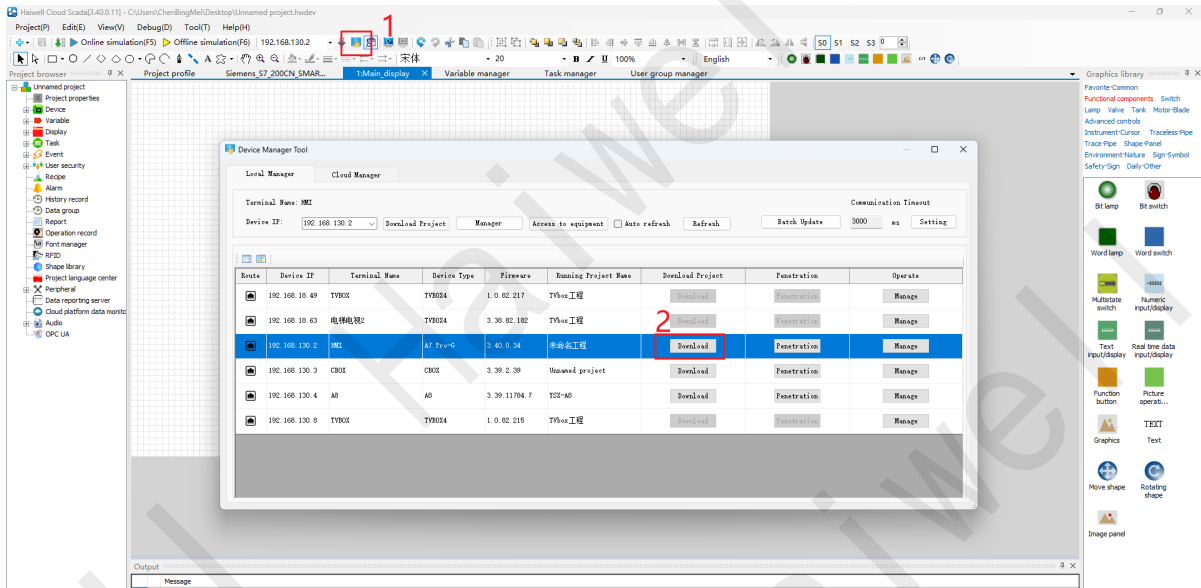 Haiwell Cloud Scada[3.40.0.11] - C:\Users\ChenBingMei\Desktop\Unnamed project.hwdev
Project(P) Edit(E) View(V) Debug(D) Tool(T) Help(H)
1
Online simulation(F5) Offline simulation(F6) 192.168.130.2 S0 S1 S2 S3 0
宋体 20 B I U 100% English
Project browser
Project profile Siemens_S7_200CN_SMAR... 1:Main_display Variable manager Task manager User group manager
Graphics library
Unnamed project
Project properties
Device
Variable
Display
Task
Event
User security
Recipe
Alarm
History record
Data group
Report
Operation record
Font manager
RFID
Shape library
Project language center
Peripheral
Data reporting server
Cloud platform data monito
Audio
OPC UA
Device Manager Tool
Local Manager Cloud Manager
Terminal Name: HMI Communication Timeout
Device IP: 192.168.130.2 Download Project Manager Access to equipment Auto refresh Refresh Batch Update 3000 ms Setting
Route Device IP Terminal Name Device Type Firmware Running Project Name Download Project Penetration Operate
192.168.18.49 TVBOX TVBOX4 1.0.82.217 TVbox工程 Download Penetration Manage
192.168.18.63 电梯电视2 TVBOX4 3.38.82.182 TVbox工程 Download Penetration Manage
2
192.168.130.2 HMI A7 Pro-G 3.40.0.34 未命名工程 Download Penetration Manage
192.168.130.3 CBOX CBOX 3.39.2.39 Unnamed project Download Penetration Manage
192.168.130.4 A8 A8 3.39.11784.7 YSX-A8 Download Penetration Manage
192.168.130.8 TVBOX TVBOX4 1.0.82.215 TVbox工程 Download Penetration Manage
Favorite·Common
Functional components Switch
Lamp Valve Tank Motor·Blade
Advanced controls
Instrument·Cursor Traceless·Pipe
Trace·Pipe Shape·Panel
Environment·Nature Sign·Symbol
Safety·Sign Daily·Other
Bit lamp Bit switch
Word lamp Word switch
Multistate switch Numeric input/display
Text input/display Real time data input/display
Function button Picture operati...
TEXT
Graphics Text
Move shape Rotating shape
Image panel
Output
Message
Haiwell
Haiwell